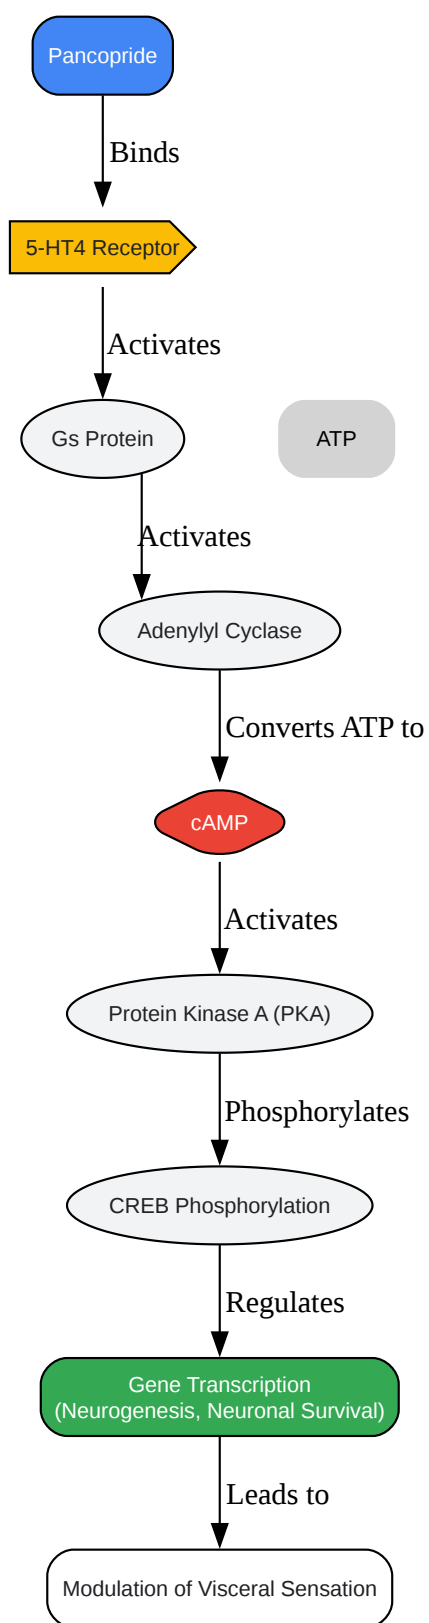 Pancopride
Binds
5-HT4 Receptor
Activates
Gs Protein
ATP
Activates
Adenylyl Cyclase
Converts ATP to
cAMP
Activates
Protein Kinase A (PKA)
Phosphorylates
CREB Phosphorylation
Regulates
Gene Transcription
(Neurogenesis, Neuronal Survival)
Leads to
Modulation of Visceral Sensation